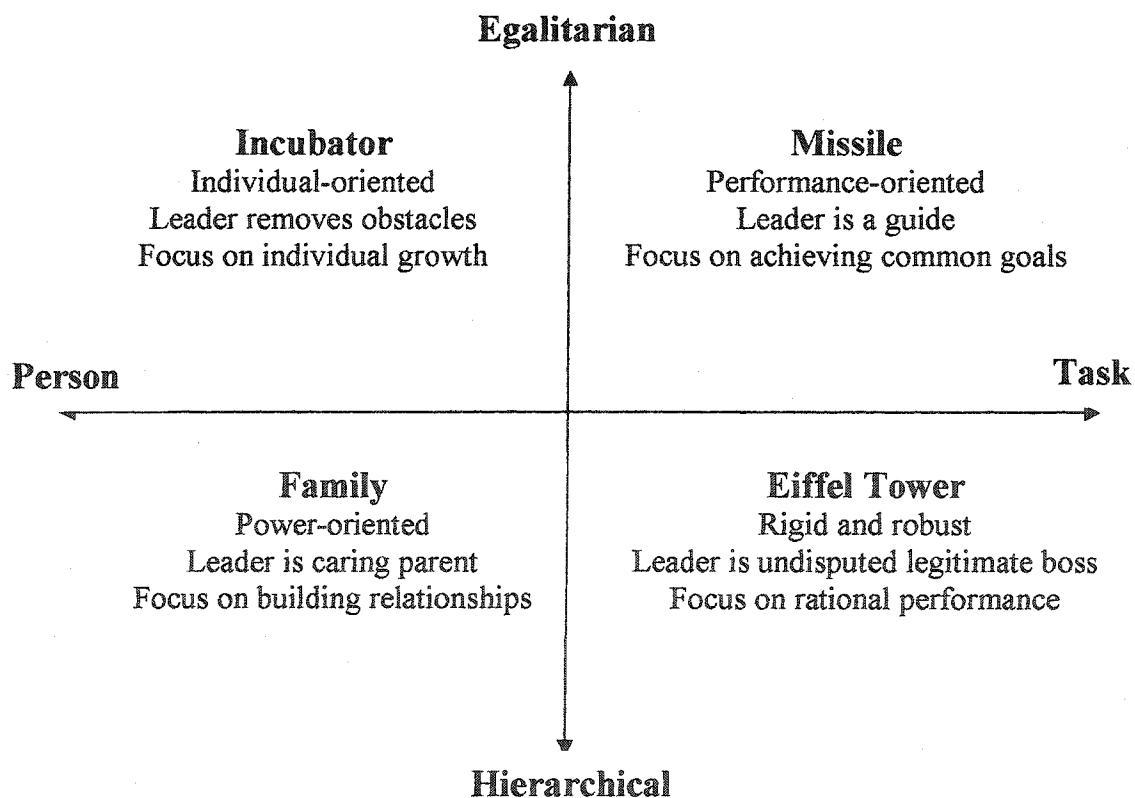 Egalitarian
Incubator
Individual-oriented
Leader removes obstacles
Focus on individual growth
Missile
Performance-oriented
Leader is a guide
Focus on achieving common goals
Person
Task
Family
Power-oriented
Leader is caring parent
Focus on building relationships
Eiffel Tower
Rigid and robust
Leader is undisputed legitimate boss
Focus on rational performance
Hierarchical